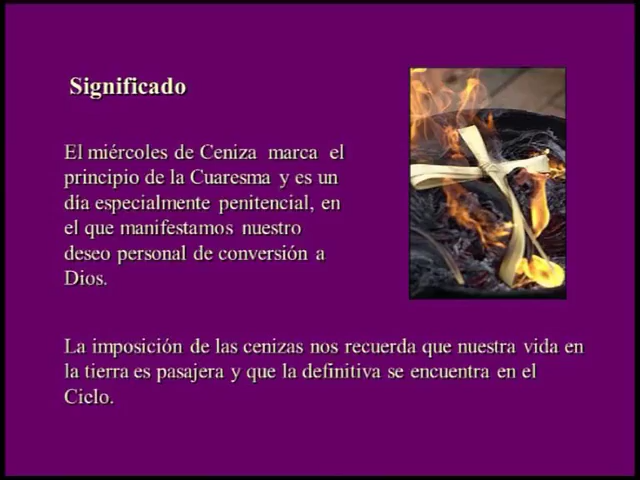 Significado
El miércoles de Ceniza marca el
principio de la Cuaresma y es un
día especialmente penitencial, en
el que manifestamos nuestro
deseo personal de conversión a
Dios.
La imposición de las cenizas nos recuerda que nuestra vida en
la tierra es pasajera y que la definitiva se encuentra en el
Cielo.